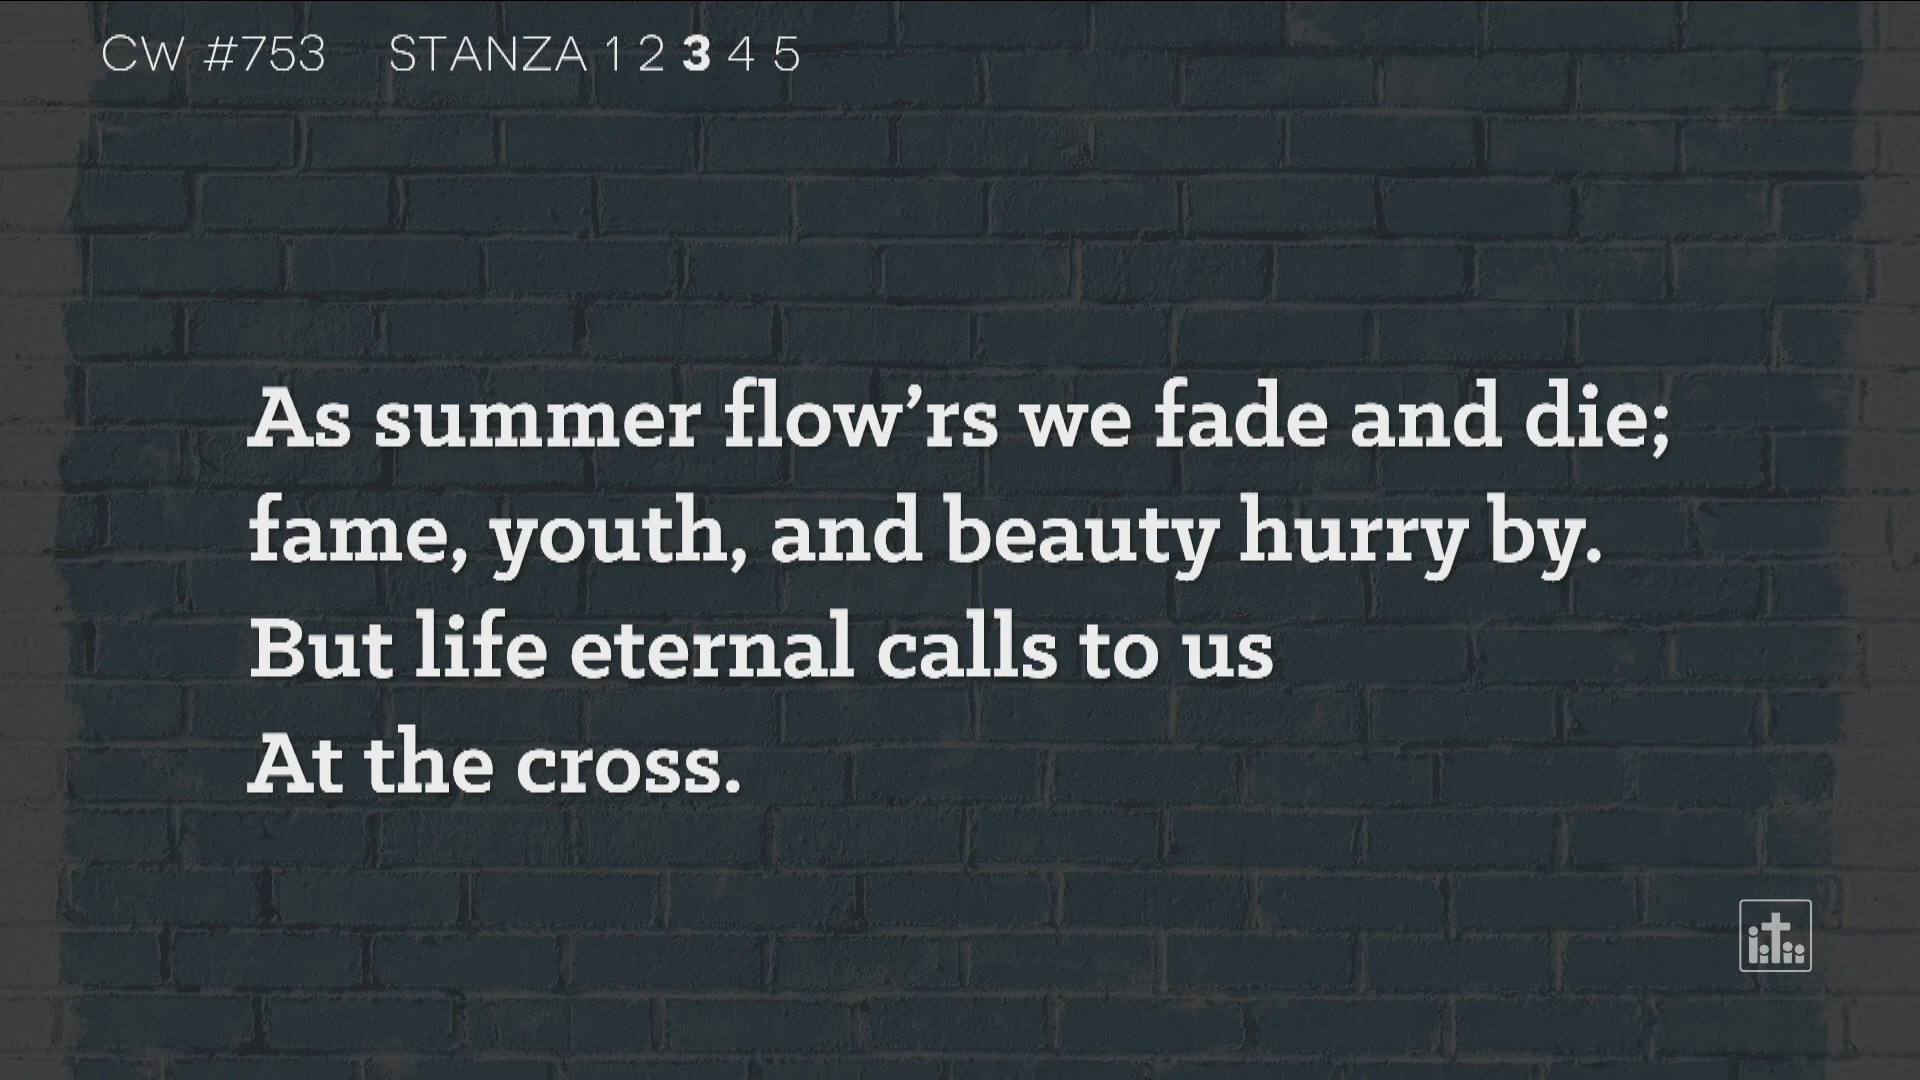 CW #753 STANZA 1 2 3 4 5
As summer flow’rs we fade and die;
fame, youth, and beauty hurry by.
But life eternal calls to us
At the cross.